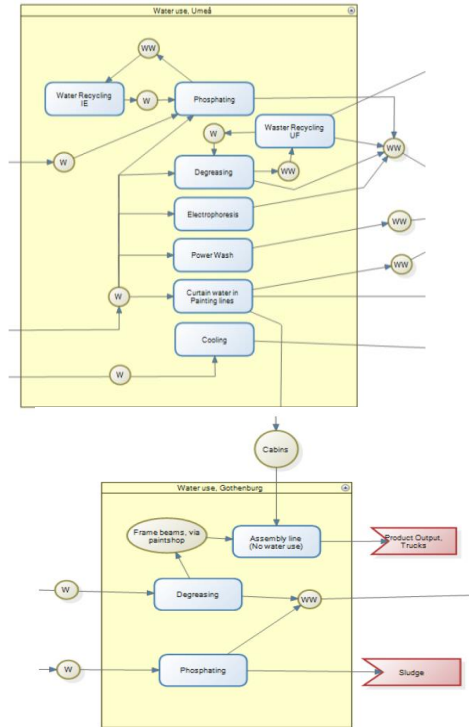 Water use, Umeå
WW
Water Recycling
IE
W
Phosphating
W
Waster Recycling
UF
W
WW
Degreasing
WW
Electrophoresis
Power Wash
WW
W
Curtain water in
Painting lines
WW
Cooling
W
Cabins
Water use, Gothenburg
Frame beams, via
paintshop
Assembly line
(No water use)
Product Output,
Trucks
W
Degreasing
WW
W
Phosphating
Sludge